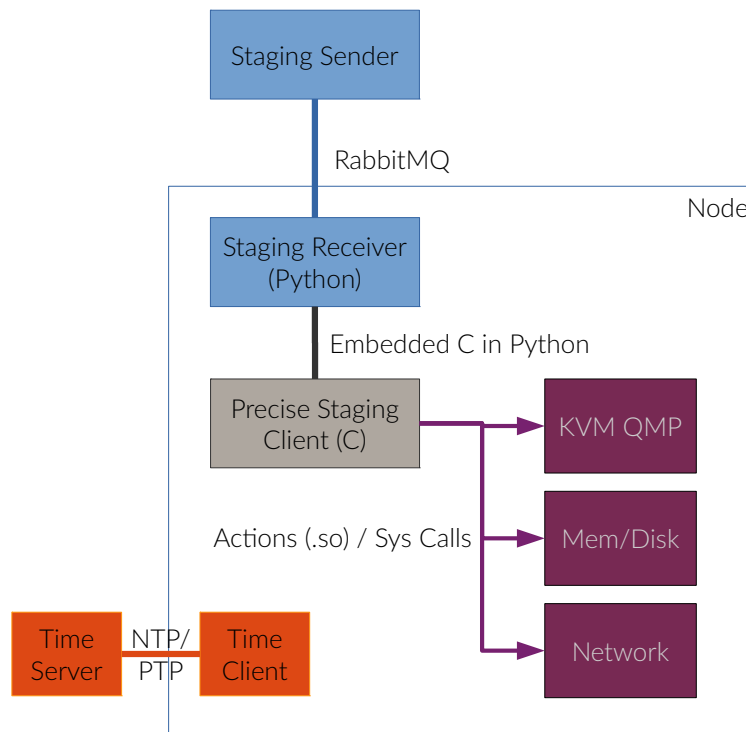 Staging Sender
RabbitMQ
Node
Staging Receiver
(Python)
Embedded C in Python
Precise Staging
Client (C)
KVM QMP
Actions (.so) / Sys Calls
Mem/Disk
Time
Server
NTP/
PTP
Time
Client
Network